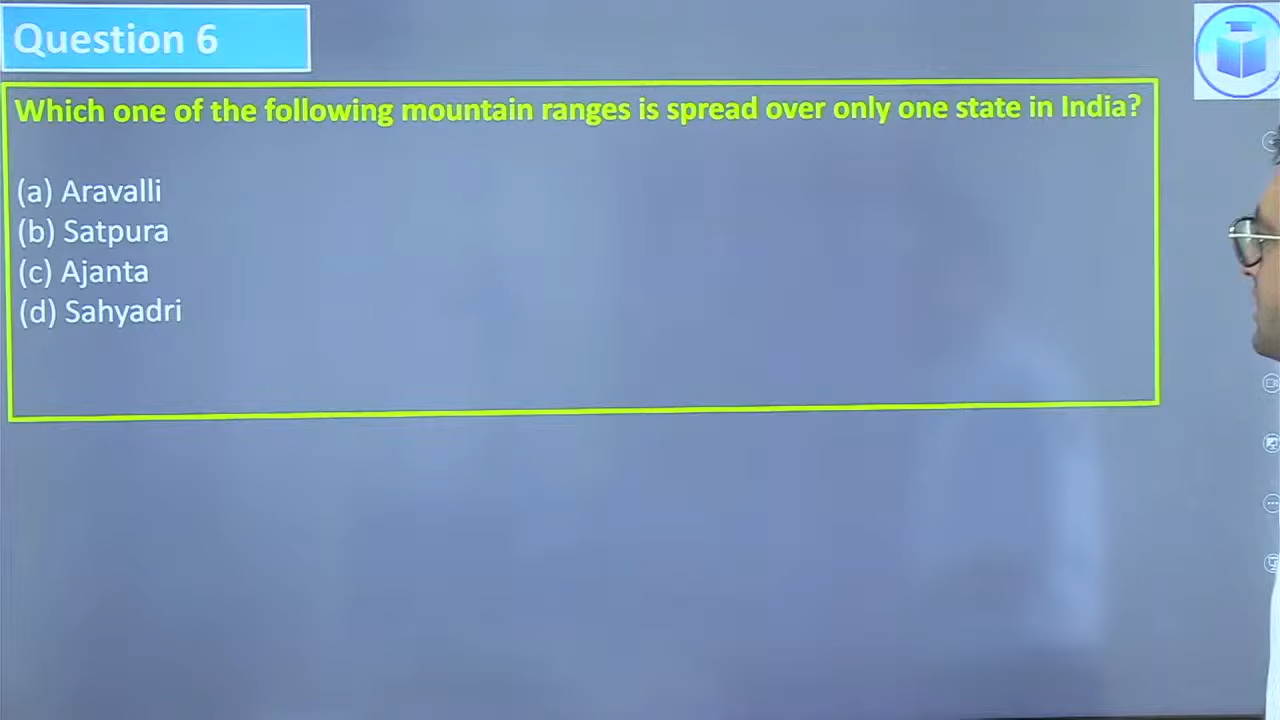 Question 6
Which one of the following mountain ranges is spread over only one state in India?
(a) Aravalli
(b) Satpura
(c) Ajanta
(d) Sahyadri